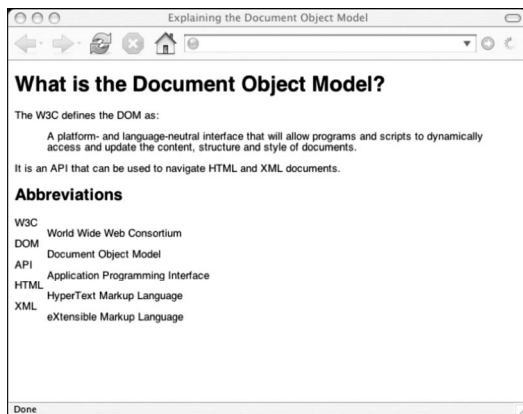 Explaining the Document Object Model
What is the Document Object Model?
The W3C defines the DOM as:
A platform- and language-neutral interface that will allow programs and scripts to dynamically
access and update the content, structure and style of documents.
It is an API that can be used to navigate HTML and XML documents.
Abbreviations
W3C
World Wide Web Consortium
DOM
Document Object Model
API
Application Programming Interface
HTML
HyperText Markup Language
XML
eXtensible Markup Language
Done